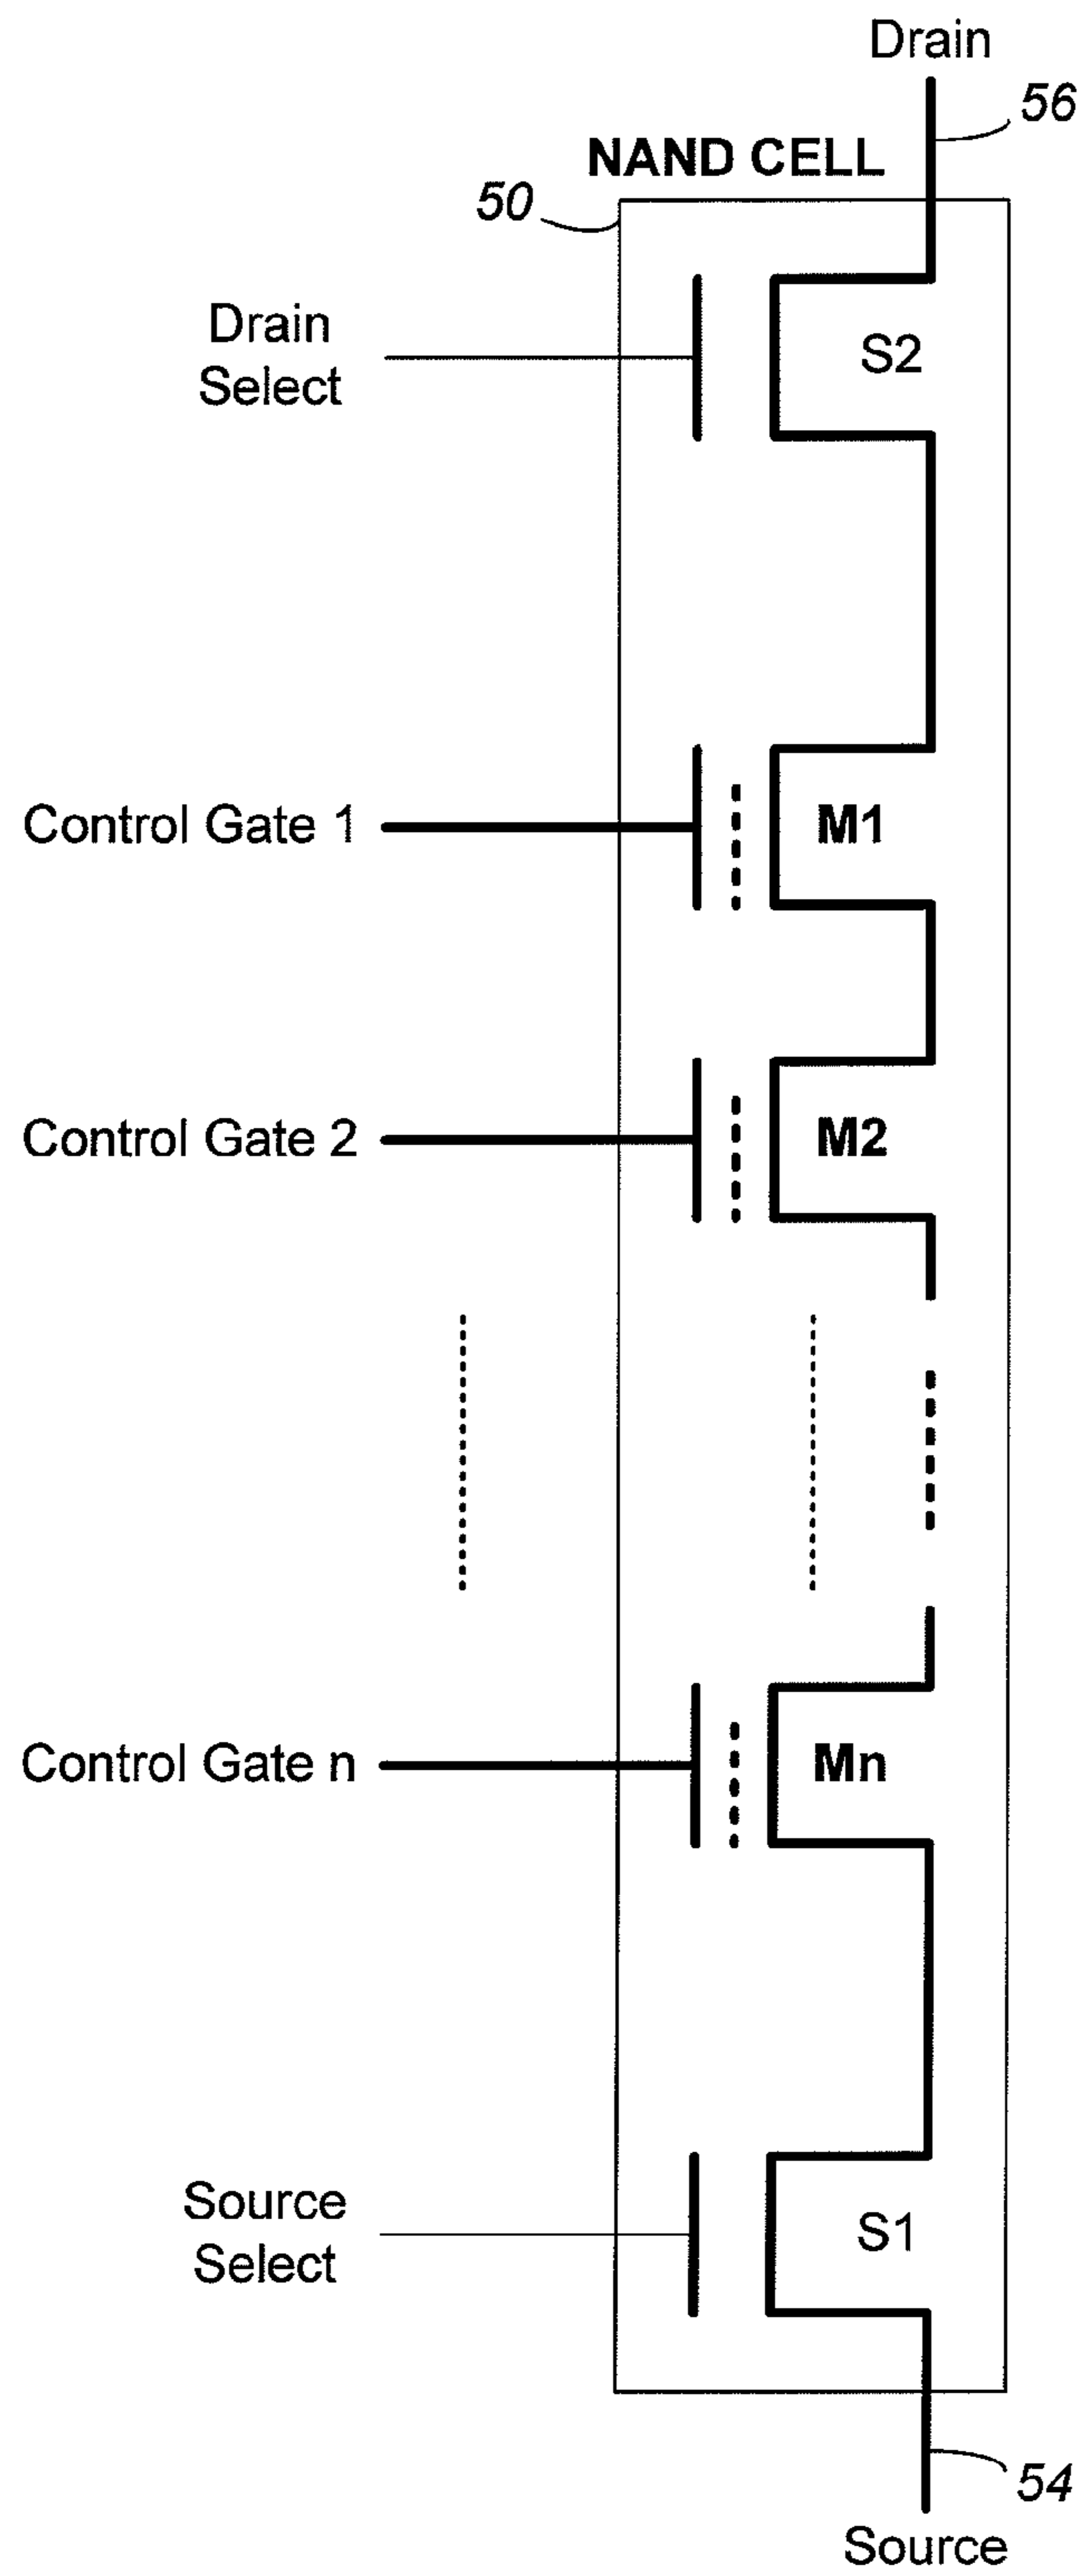 Drain
56
NAND CELL
50
Drain
Select
S2
Control Gate 1
M1
Control Gate 2
M2
Control Gate n
Mn
Source
Select
S1
54
Source